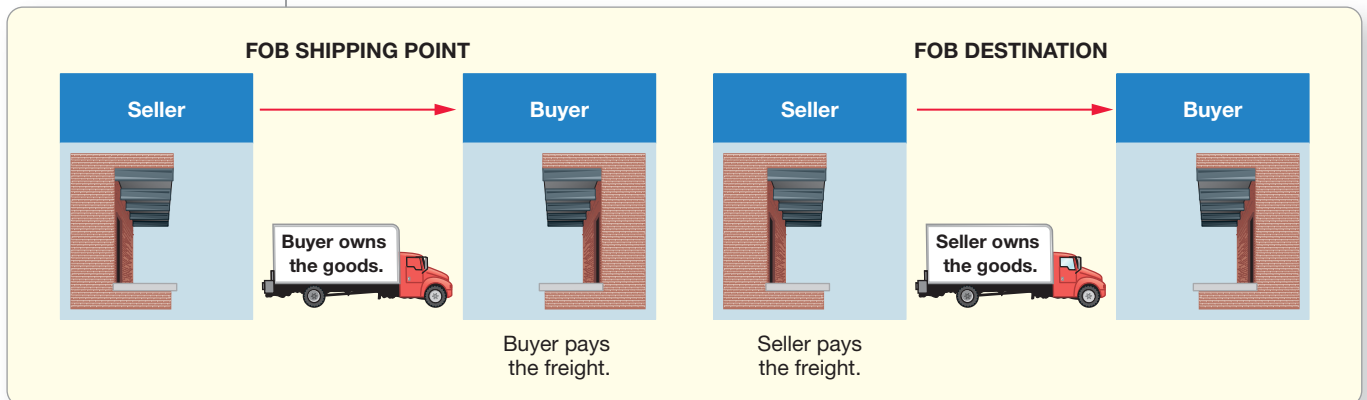 FOB SHIPPING POINT
Seller
Buyer
Buyer owns
the goods.
Buyer pays
the freight.
FOB DESTINATION
Seller
Buyer
Seller owns
the goods.
Seller pays
the freight.